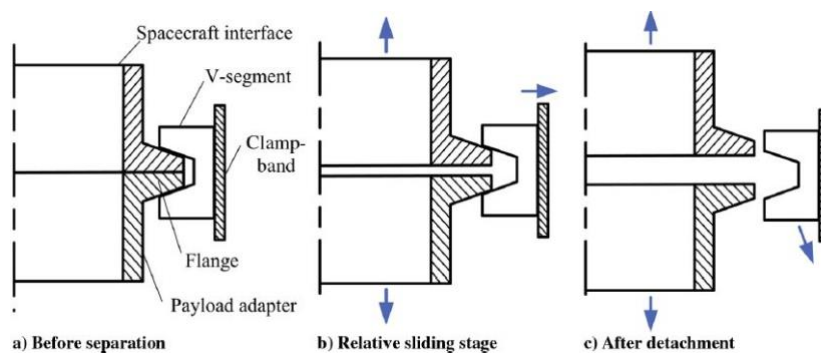 Spacecraft interface
V-segment
Clamp-
band
Flange
Payload adapter
a) Before separation
b) Relative sliding stage
c) After detachment